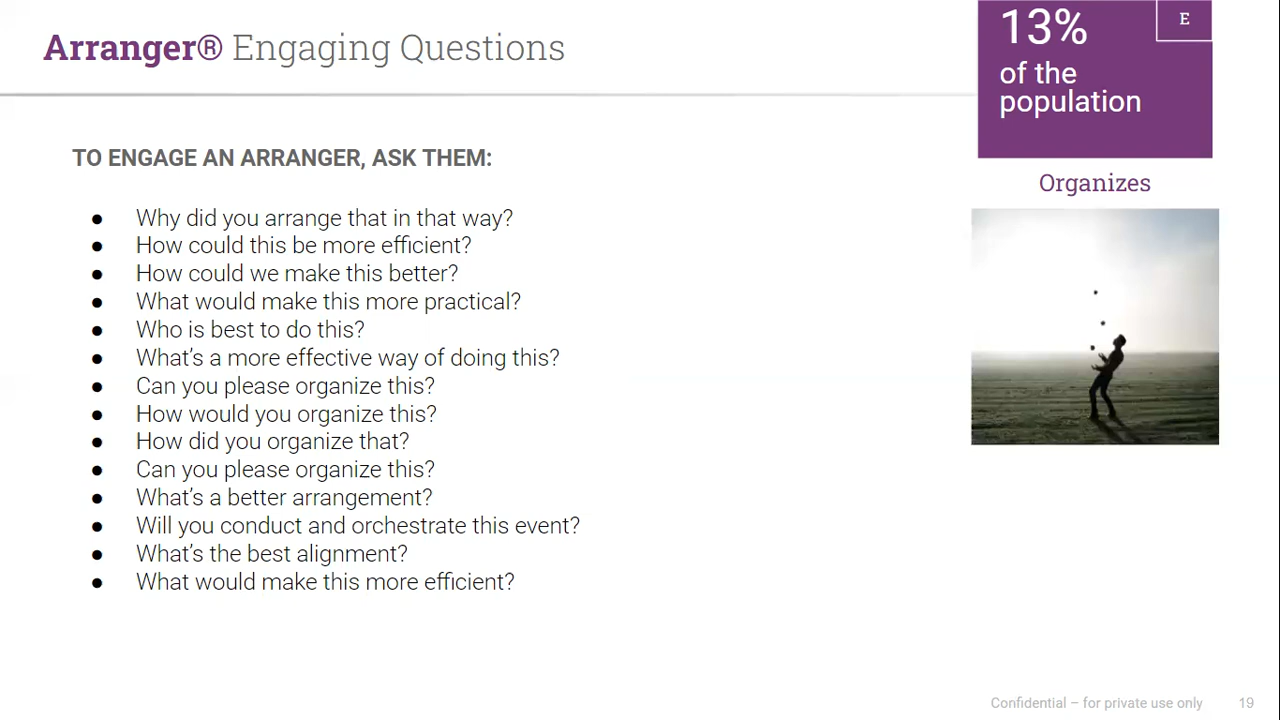 Arranger® Engaging Questions
13%
E
of the
population
Organizes
TO ENGAGE AN ARRANGER, ASK THEM:
● Why did you arrange that in that way?
● How could this be more efficient?
● How could we make this better?
● What would make this more practical?
● Who is best to do this?
● What’s a more effective way of doing this?
● Can you please organize this?
● How would you organize this?
● How did you organize that?
● Can you please organize this?
● What’s a better arrangement?
● Will you conduct and orchestrate this event?
● What’s the best alignment?
● What would make this more efficient?
Confidential – for private use only 19